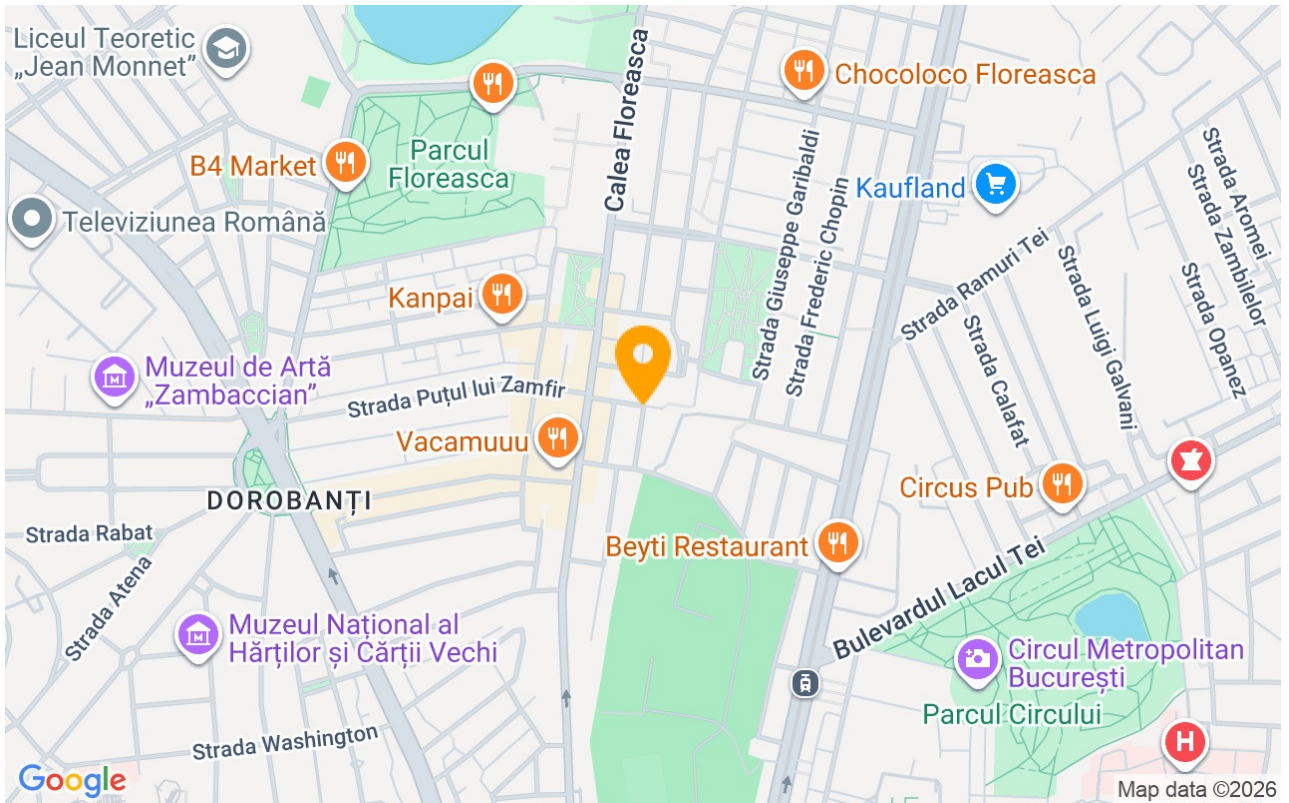 Liceul Teoretic
„Jean Monnet”
Chocoloco Floreasca
Calea Floreasca
B4 Market
Parcul
Floreasca
Strada Giuseppe Garibaldi
Strada Frederic Chopin
Kaufland
Strada Aromei
Strada Zambilelor
Televiziunea Română
Strada Ramuri Tei
Strada Luigi Galvani
Strada Opanez
Kanpai
Strada Calafat
Muzeul de Artă
„Zambaccian”
Strada Puțul lui Zamfir
Vacamuuu
DOROBANȚI
Circus Pub
Strada Rabat
Beyti Restaurant
Strada Atena
Bulevardul Lacul Tei
Muzeul Național al
Hărților și Cărții Vechi
Circul Metropolitan
București
Parcul Circului
Strada Washington
H
Google
Map data ©2026